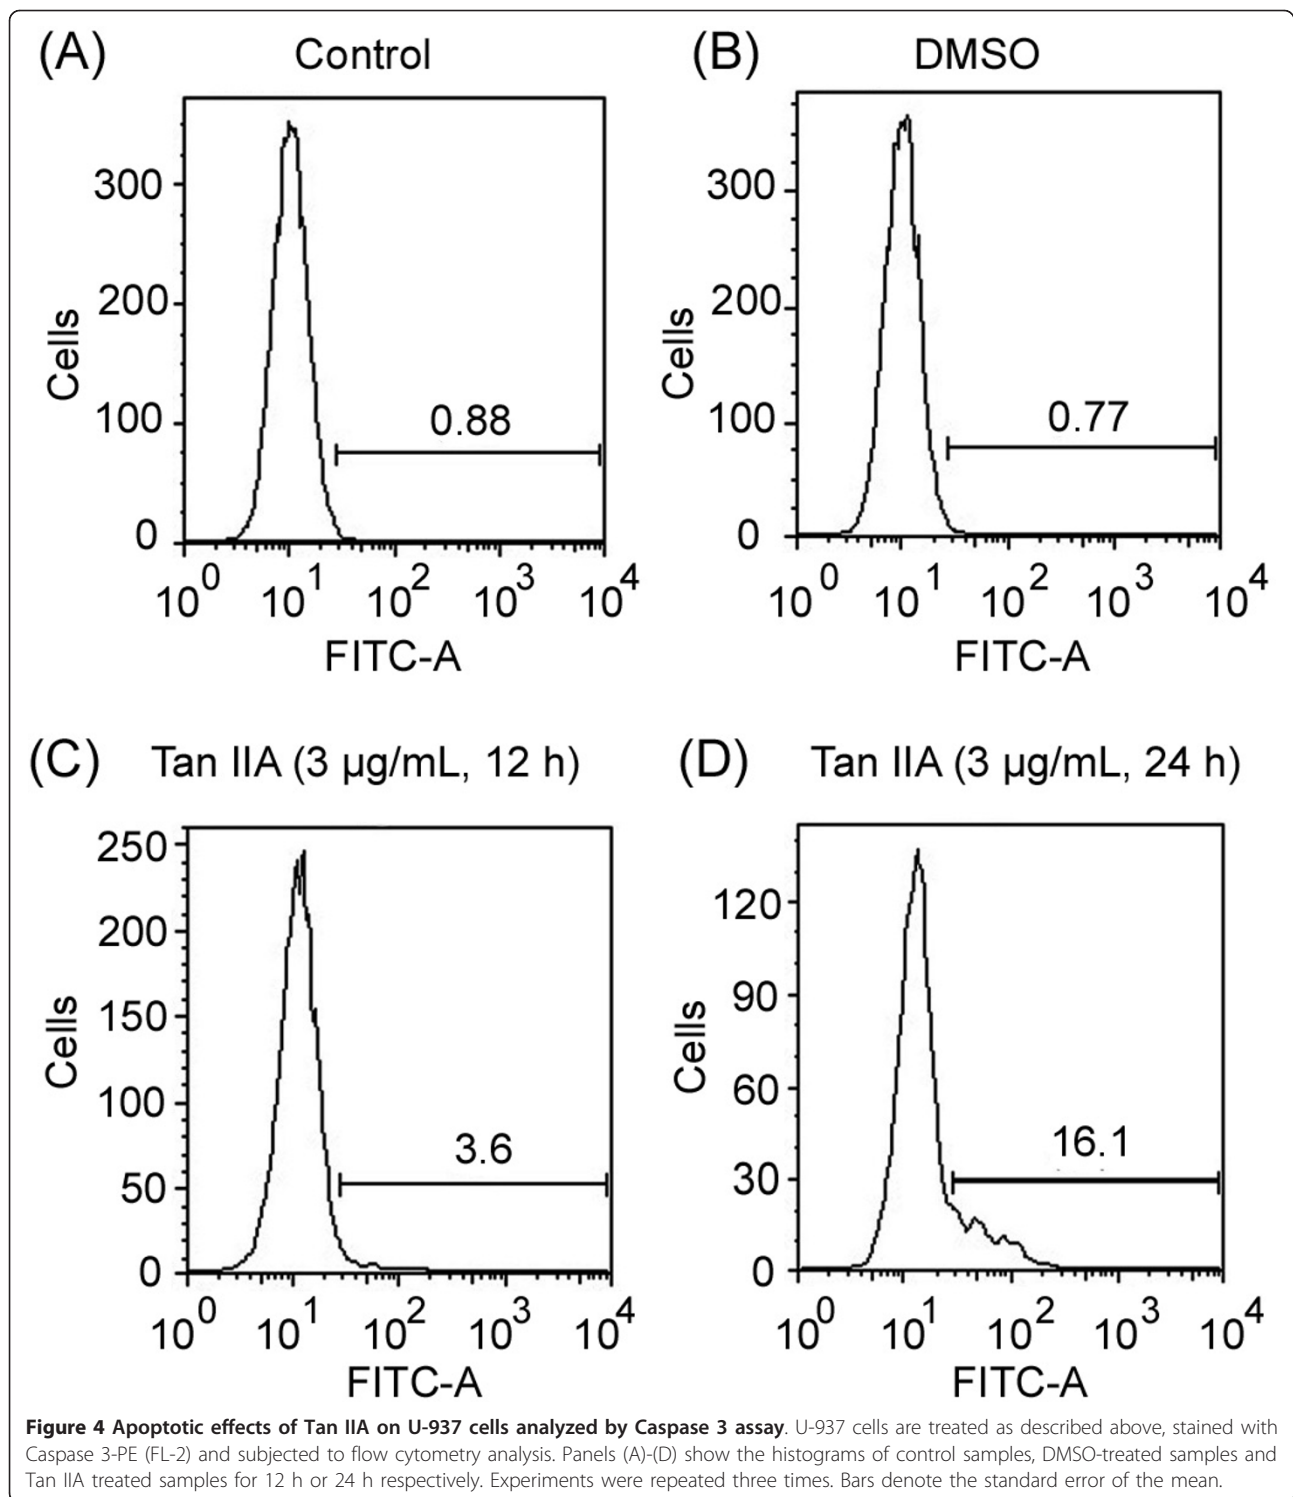 (A) Control
300
200
100
0
Cells
0.88
10^0 10^1 10^2 10^3 10^4
FITC-A
(B) DMSO
300
200
100
0
Cells
0.77
10^0 10^1 10^2 10^3 10^4
FITC-A
(C) Tan IIA (3 µg/mL, 12 h)
250
200
150
100
50
0
Cells
3.6
10^0 10^1 10^2 10^3 10^4
FITC-A
(D) Tan IIA (3 µg/mL, 24 h)
120
90
60
30
0
Cells
16.1
10^0 10^1 10^2 10^3 10^4
FITC-A
Figure 4 Apoptotic effects of Tan IIA on U-937 cells analyzed by Caspase 3 assay. U-937 cells are treated as described above, stained with
Caspase 3-PE (FL-2) and subjected to flow cytometry analysis. Panels (A)-(D) show the histograms of control samples, DMSO-treated samples and
Tan IIA treated samples for 12 h or 24 h respectively. Experiments were repeated three times. Bars denote the standard error of the mean.